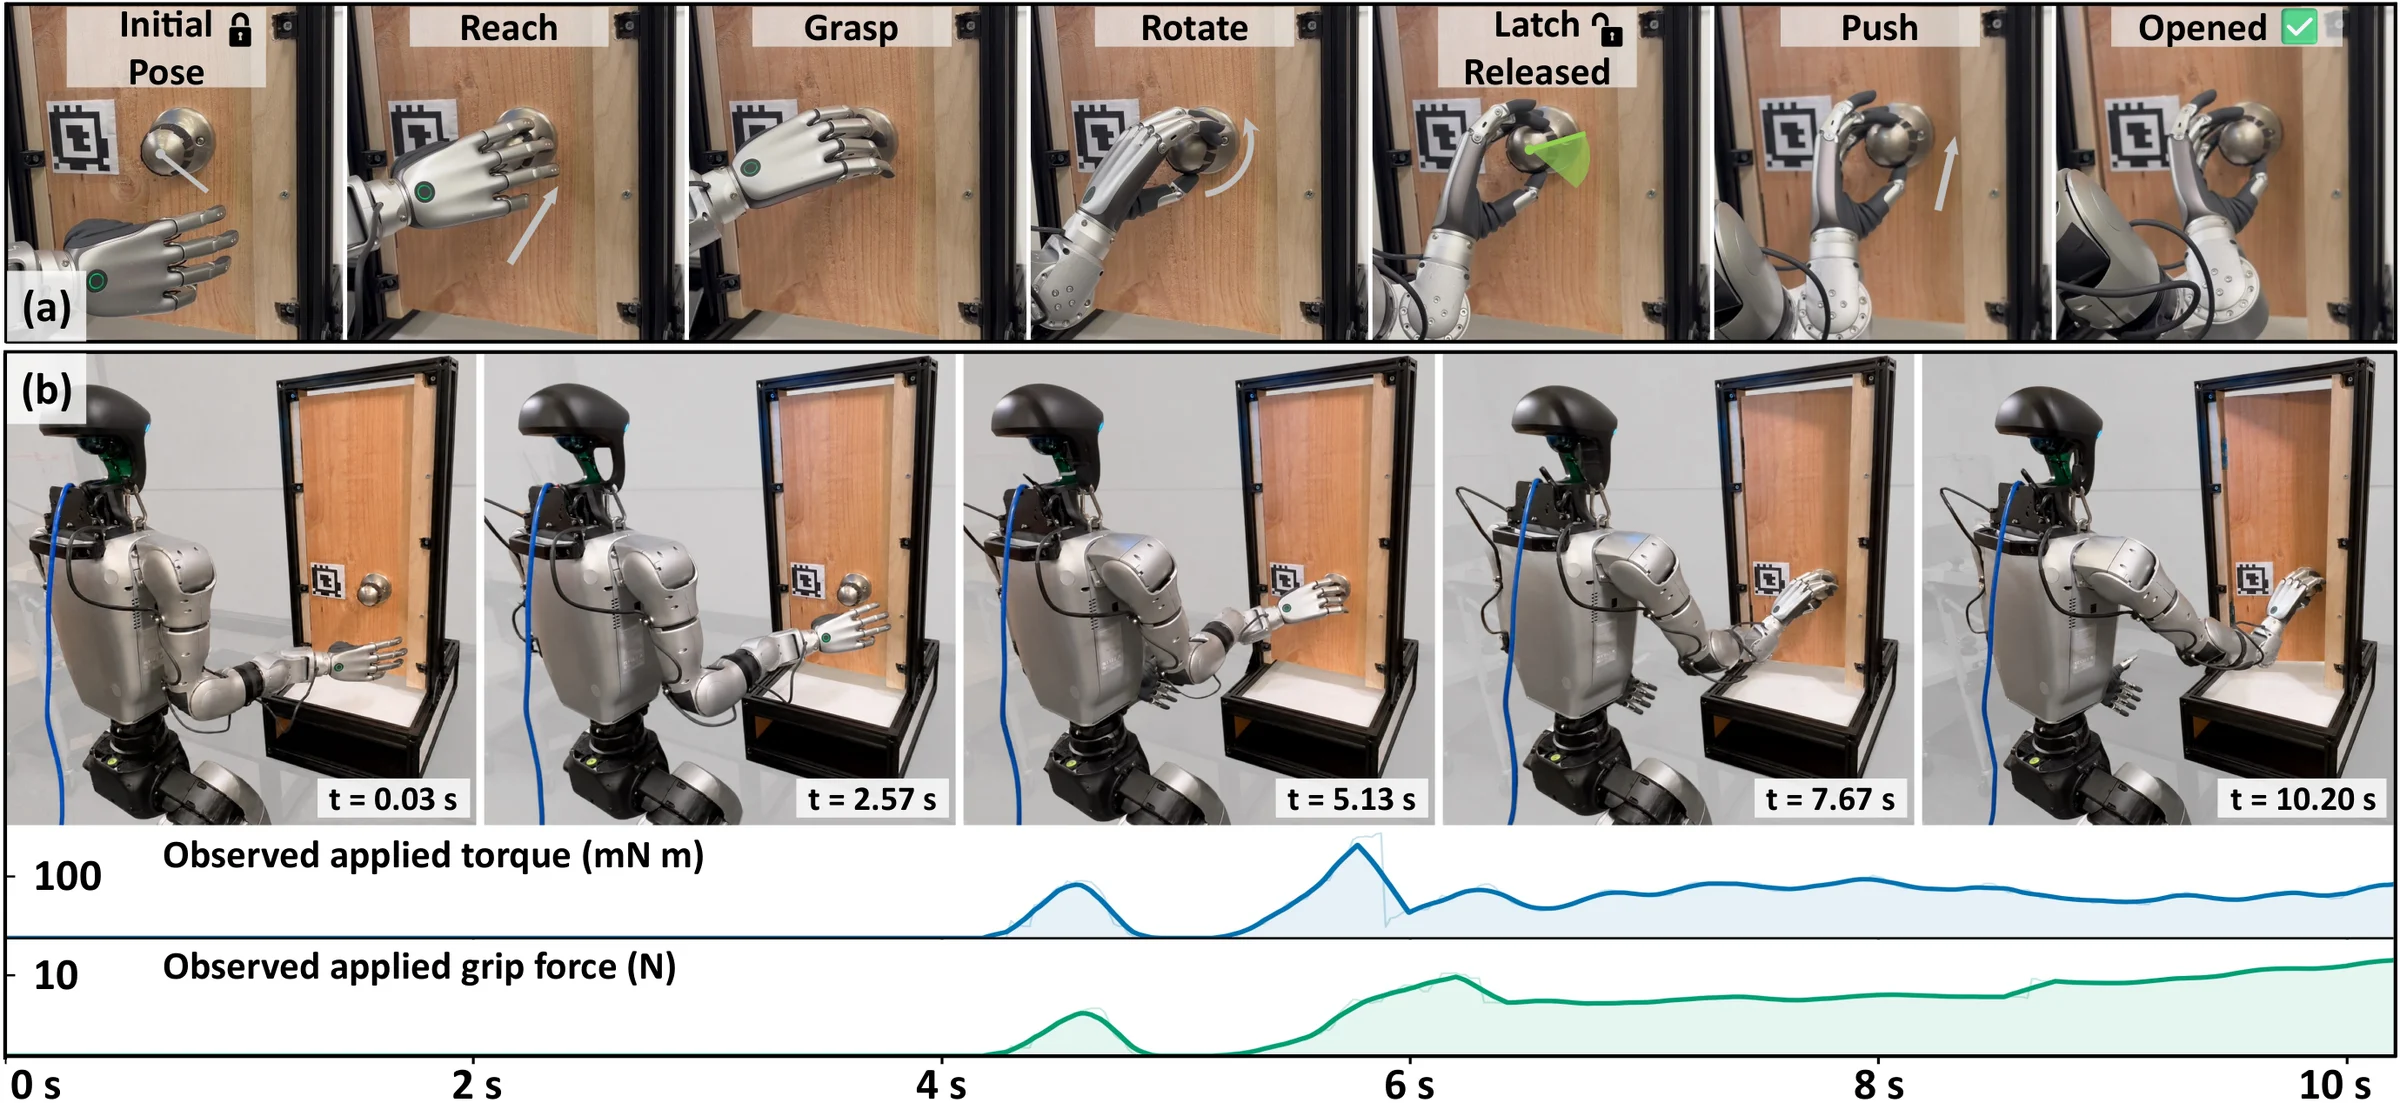 Initial
Pose
Reach
Grasp
Rotate
Latch
Released
Push
Opened
(a)
(b)
t = 0.03 s
t = 2.57 s
t = 5.13 s
t = 7.67 s
t = 10.20 s
Observed applied torque (mN m)
100
Observed applied grip force (N)
10
0 s
2 s
4 s
6 s
8 s
10 s